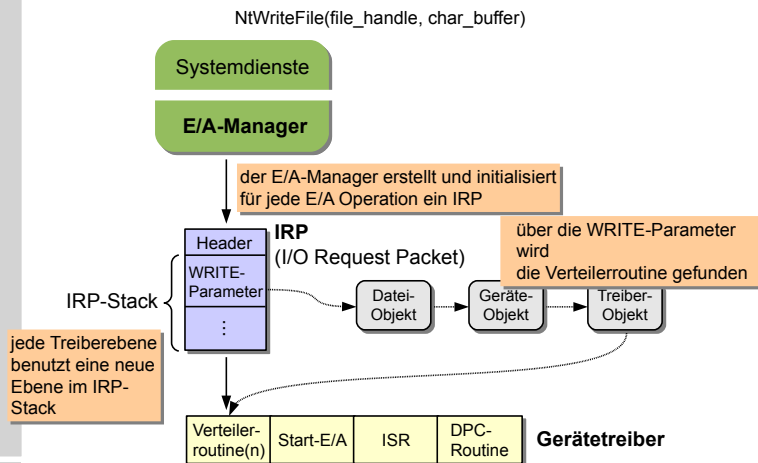 NtWriteFile(file_handle, char_buffer)
Systemdienste
E/A-Manager
der E/A-Manager erstellt und initialisiert
für jede E/A Operation ein IRP
IRP
(I/O Request Packet)
über die WRITE-Parameter
wird
die Verteilerroutine gefunden
Header
WRITE-
Parameter
⋮
IRP-Stack
Datei-
Objekt
Geräte-
Objekt
Treiber-
Objekt
jede Treiberebene
benutzt eine neue
Ebene im IRP-
Stack
Verteiler-
routine(n)
Start-E/A
ISR
DPC-
Routine
Gerätetreiber